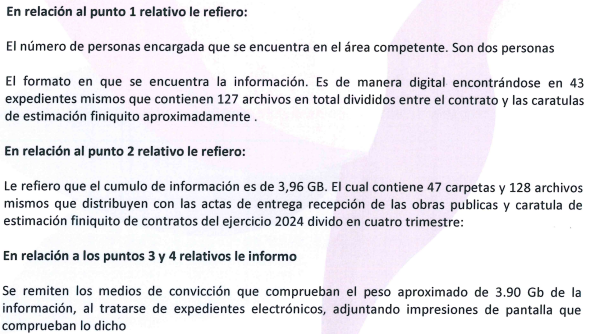 En relación al punto 1 relativo le refiero:
El número de personas encargada que se encuentra en el área competente. Son dos personas
El formato en que se encuentra la información. Es de manera digital encontrándose en 43
expedientes mismos que contienen 127 archivos en total divididos entre el contrato y las caratulas
de estimación finiquito aproximadamente .
En relación al punto 2 relativo le refiero:
Le refiero que el cumulo de información es de 3,96 GB. El cual contiene 47 carpetas y 128 archivos
mismos que distribuyen con las actas de entrega recepción de las obras publicas y caratula de
estimación finiquito de contratos del ejercicio 2024 divido en cuatro trimestre:
En relación a los puntos 3 y 4 relativos le informo
Se remiten los medios de convicción que comprueban el peso aproximado de 3.90 Gb de la
información, al tratarse de expedientes electrónicos, adjuntando impresiones de pantalla que
comprueban lo dicho